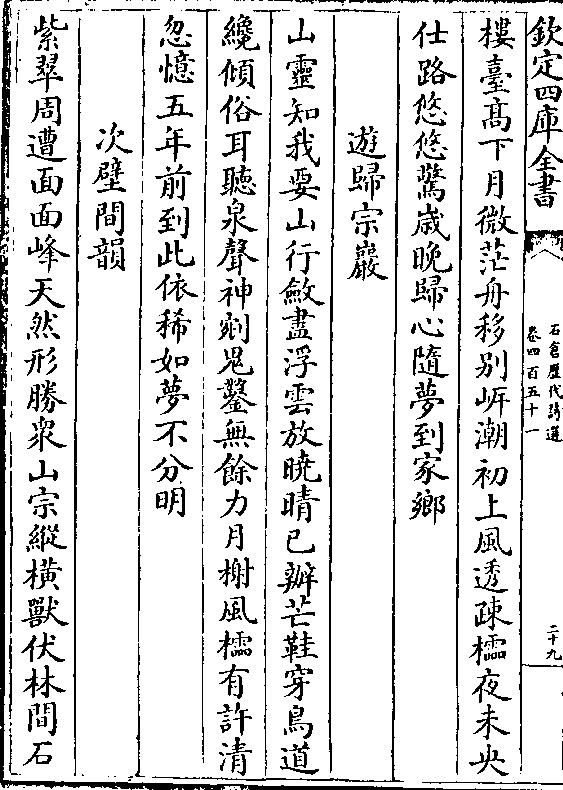 欽定四庫全書
石倉歷代詩選
卷四百五十一
二十九
樓臺髙下月微茫舟移别㟁潮初上風透疎櫺夜未央
仕路悠悠驚歳晚歸心隨夢到家鄉
遊歸宗巖
山靈知我要山行斂盡浮雲放曉晴已辦芒鞋穿鳥道
纔傾俗耳聽泉聲神剜鬼鑿無餘力月榭風櫺有許清
忽憶五年前到此依稀如夢不分明
次壁間韻
紫翠周遭面面峰天然形勝衆山宗縱橫獸伏林間石